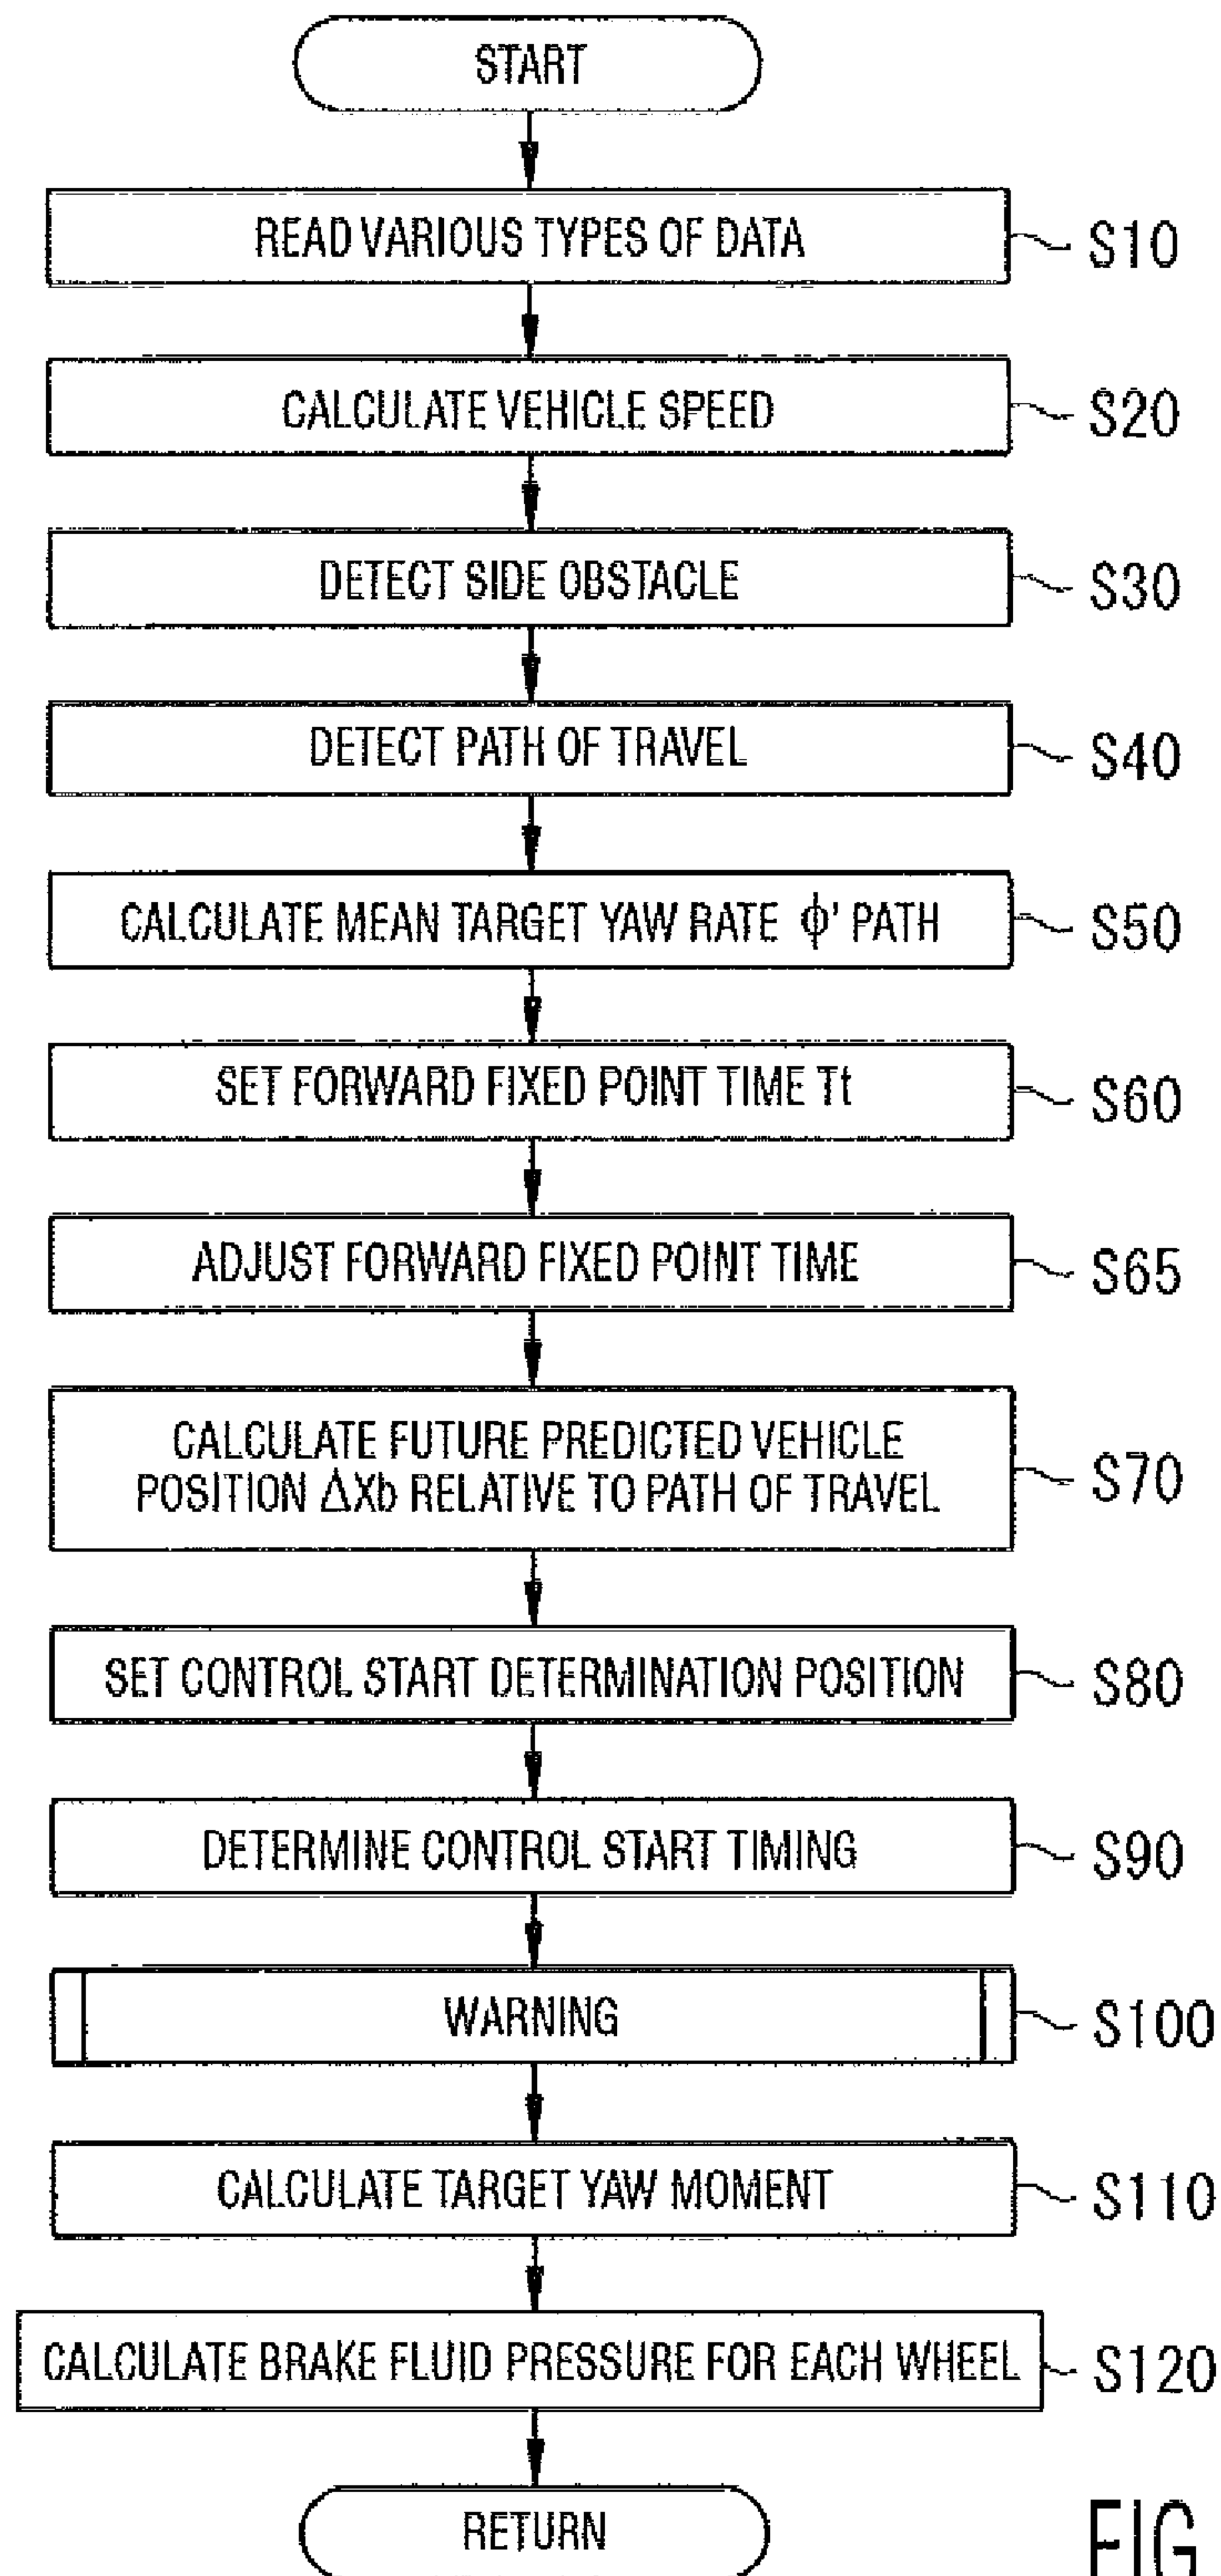 START
READ VARIOUS TYPES OF DATA
S10
CALCULATE VEHICLE SPEED
S20
DETECT SIDE OBSTACLE
S30
DETECT PATH OF TRAVEL
S40
CALCULATE MEAN TARGET YAW RATE ϕ' PATH
S50
SET FORWARD FIXED POINT TIME Tt
S60
ADJUST FORWARD FIXED POINT TIME
S65
CALCULATE FUTURE PREDICTED VEHICLE
POSITION ΔXb RELATIVE TO PATH OF TRAVEL
S70
SET CONTROL START DETERMINATION POSITION
S80
DETERMINE CONTROL START TIMING
S90
WARNING
S100
CALCULATE TARGET YAW MOMENT
S110
CALCULATE BRAKE FLUID PRESSURE FOR EACH WHEEL
S120
RETURN
FIG